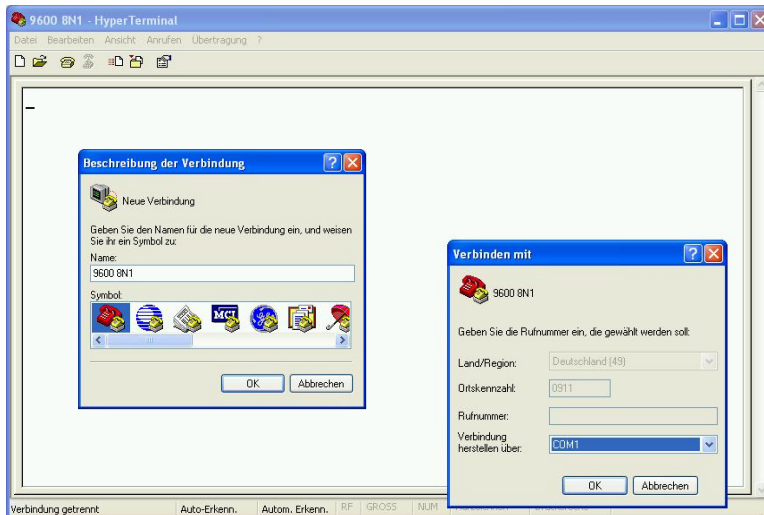 9600 8N1 - HyperTerminal
Datei Bearbeiten Ansicht Anrufen Übertragung ?
Beschreibung der Verbindung
Neue Verbindung
Geben Sie den Namen für die neue Verbindung ein, und weisen
Sie ihr ein Symbol zu:
Name:
9600 8N1
Symbol:
MCI
OK Abbrechen
Verbinden mit
9600 8N1
Geben Sie die Rufnummer ein, die gewählt werden soll:
Land/Region: Deutschland (49)
Ortskennzahl: 0911
Rufnummer:
Verbindung
herstellen über: COM1
OK Abbrechen
Verbindung getrennt Auto-Erkenn. Autom. Erkenn. RF GROSS NUM